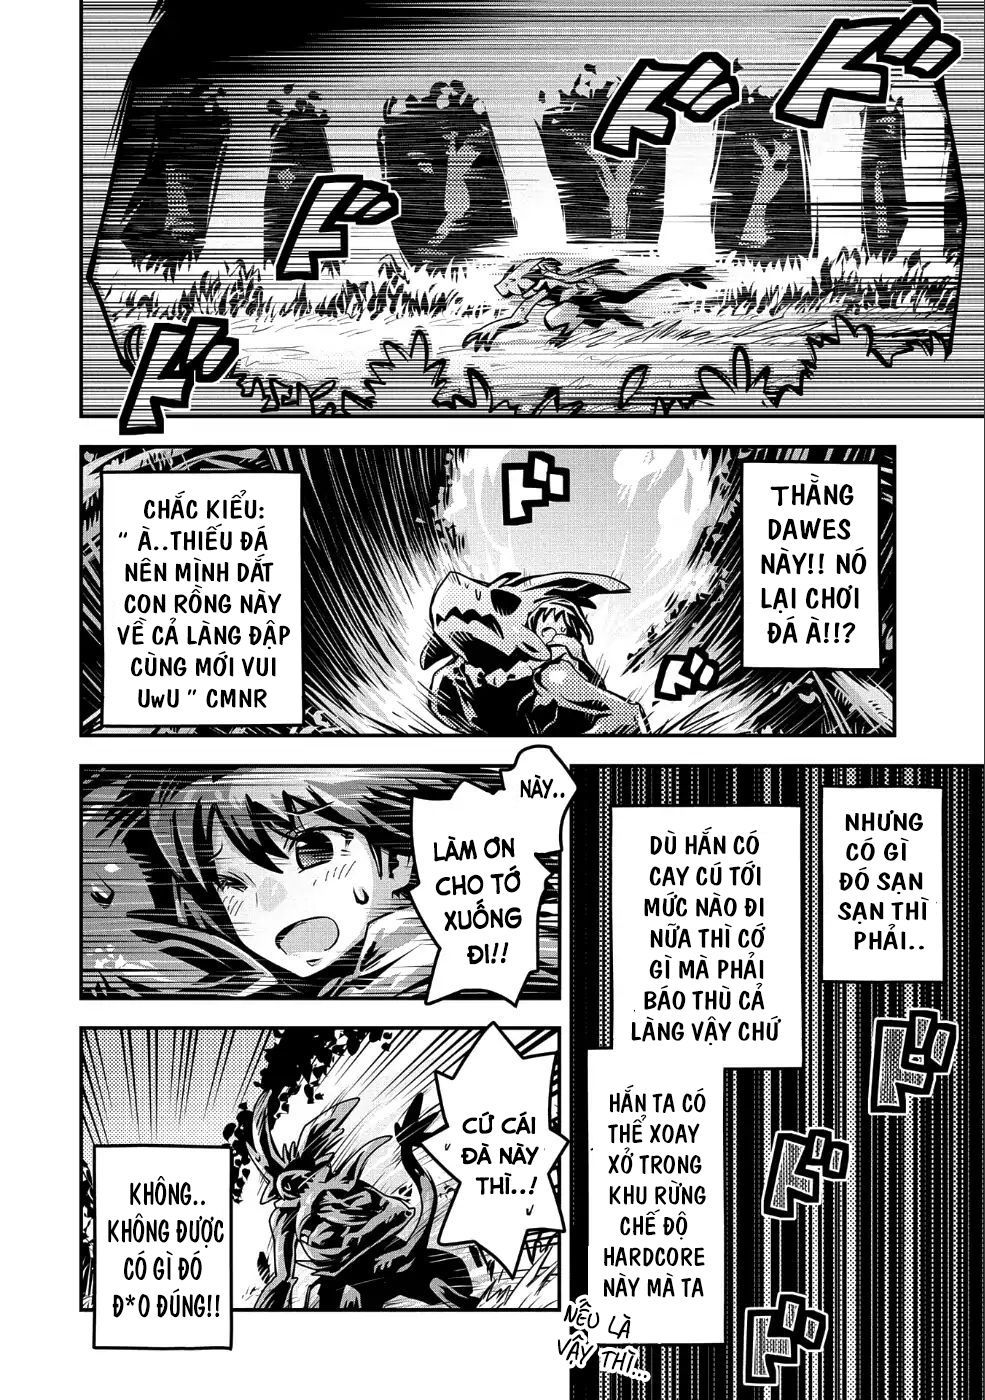 ド
ド
ド
ド
THẰNG
DAWES
NÀY!! NÓ
LẠI CHƠI
ĐÁ À!!?
ド
ド
CHẮC KIỂU:
“ À..THIẾU ĐÁ
NÊN MÌNH DẮT
CON RỒNG NÀY
VỀ CẢ LÀNG ĐẬP
CÙNG MỚI VUI
UwU ” CMNR
NHƯNG
CÓ GÌ
ĐÓ SẠN
SẠN THÌ
PHẢI..
DÙ HẮN CÓ
CAY CÚ TỚI
MỨC NÀO ĐI
NỮA THÌ CỚ
GÌ MÀ PHẢI
BÁO THÙ CẢ
LÀNG VẬY CHỨ
HẮN TA CÓ
THỂ XOAY
XỞ TRONG
KHU RỪNG
CHẾ ĐỘ
HARDCORE
NÀY MÀ TA
NẾU LÀ
VẬY THÌ...
ド
ド
ド
NÀY..
LÀM ƠN
CHO TỚ
XUỐNG
ĐI!!
CỨ CÁI
ĐÀ NÀY
THÌ..!
KHÔNG..
KHÔNG ĐƯỢC
CÓ GÌ ĐÓ
Đ*O ĐÚNG!!